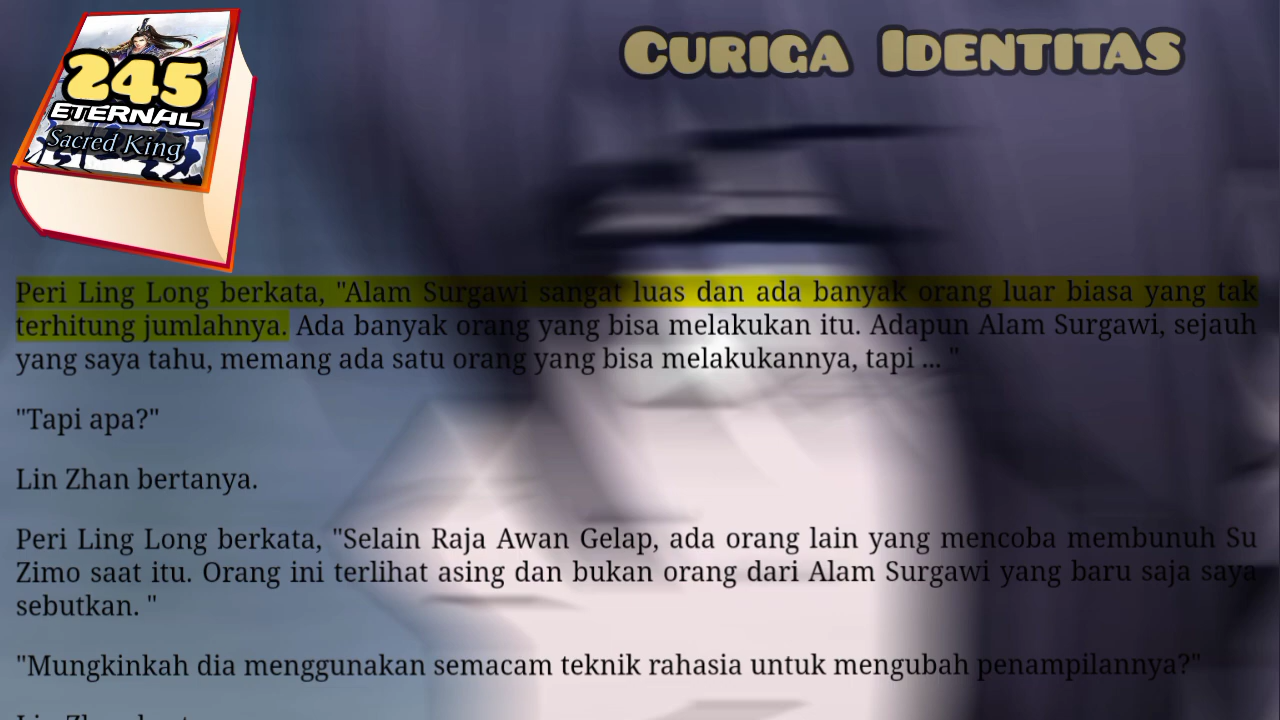 245
ETERNAL
Sacred King
CURIGA IDENTITAS
Peri Ling Long berkata, "Alam Surgawi sangat luas dan ada banyak orang luar biasa yang tak
terhitung jumlahnya. Ada banyak orang yang bisa melakukan itu. Adapun Alam Surgawi, sejauh
yang saya tahu, memang ada satu orang yang bisa melakukannya, tapi ... "
"Tapi apa?"
Lin Zhan bertanya.
Peri Ling Long berkata, "Selain Raja Awan Gelap, ada orang lain yang mencoba membunuh Su
Zimo saat itu. Orang ini terlihat asing dan bukan orang dari Alam Surgawi yang baru saja saya
sebutkan. "
"Mungkinkah dia menggunakan semacam teknik rahasia untuk mengubah penampilannya?"